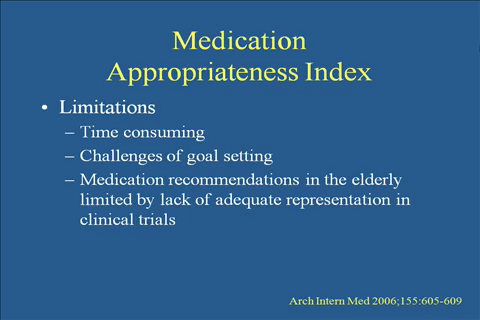 Medication
Appropriateness Index
• Limitations
– Time consuming
– Challenges of goal setting
– Medication recommendations in the elderly
limited by lack of adequate representation in
clinical trials
Arch Intern Med 2006;155:605-609